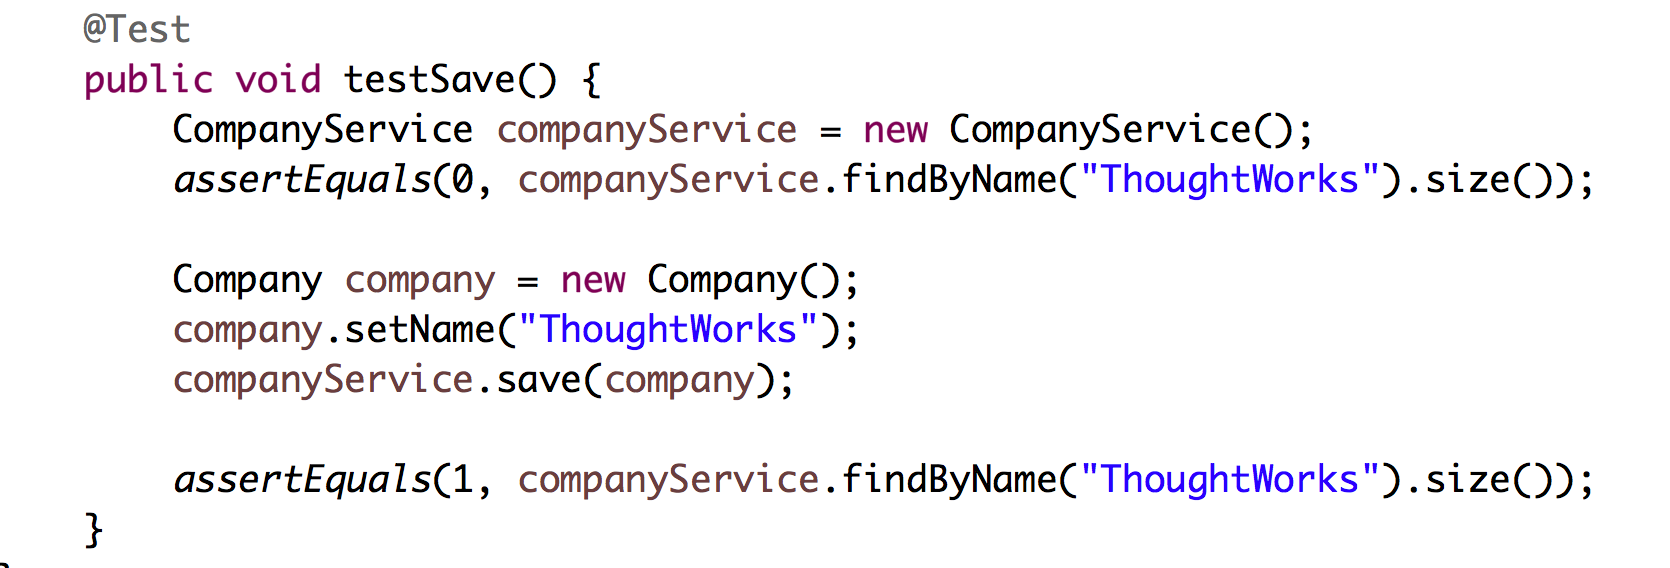 @Test
public void testSave() {
CompanyService companyService = new CompanyService();
assertEquals(0, companyService.findByName("ThoughtWorks").size());
Company company = new Company();
company.setName("ThoughtWorks");
companyService.save(company);
assertEquals(1, companyService.findByName("ThoughtWorks").size());
}